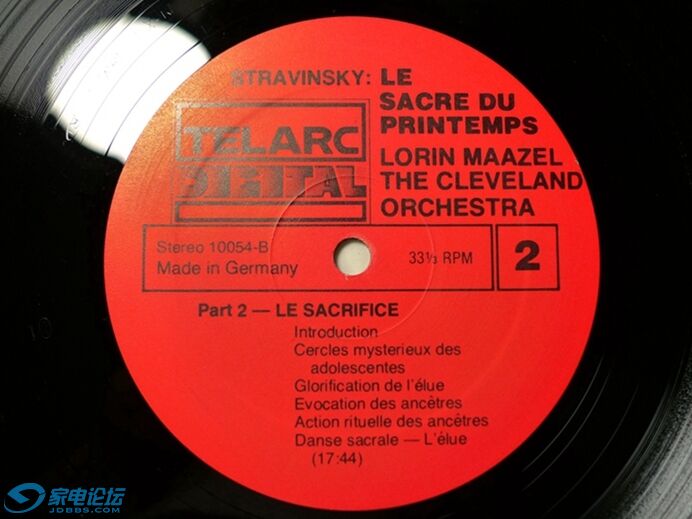 STRAVINSKY: LE
SACRE DU
PRINTEMPS
TELARC
DIGITAL
LORIN MAAZEL
THE CLEVELAND
ORCHESTRA
Stereo 10054-B
Made in Germany
33⅓ RPM
2
Part 2 — LE SACRIFICE
Introduction
Cercles mysterieux des
adolescentes
Glorification de l'élue
Evocation des ancètres
Action rituelle des ancètres
Danse sacrale — L'élue
(17:44)
家电论坛
JDBBS.COM